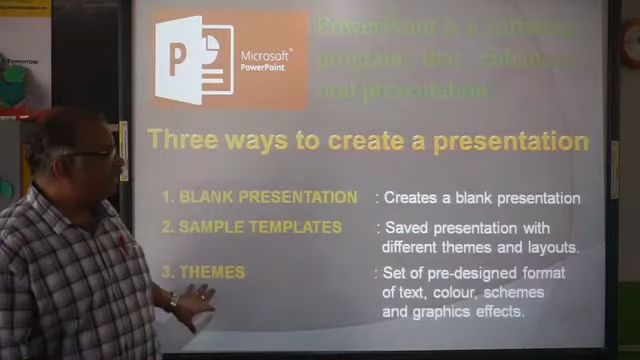 PowerPoint is a software
program that enhances
oral presentation.
P
Microsoft
PowerPoint
Three ways to create a presentation
1. BLANK PRESENTATION : Creates a blank presentation
2. SAMPLE TEMPLATES : Saved presentation with
different themes and layouts.
3. THEMES : Set of pre-designed format
of text, colour, schemes
and graphics effects.